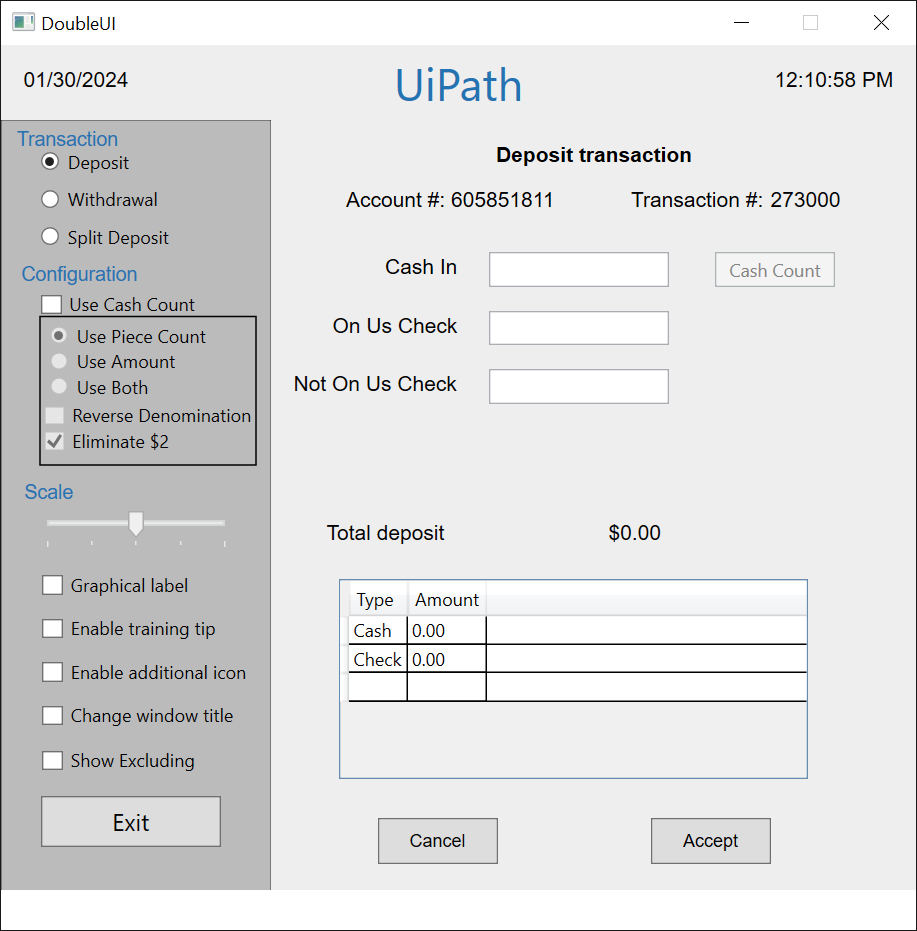 DoubleUI
01/30/2024
UiPath
12:10:58 PM
Transaction
Deposit
Withdrawal
Split Deposit
Configuration
Use Cash Count
Use Piece Count
Use Amount
Use Both
Reverse Denomination
Eliminate $2
Scale
Graphical label
Enable training tip
Enable additional icon
Change window title
Show Excluding
Exit
Deposit transaction
Account #: 605851811 Transaction #: 273000
Cash In Cash Count
On Us Check
Not On Us Check
Total deposit $0.00
Type Amount
Cash 0.00
Check 0.00
Cancel Accept